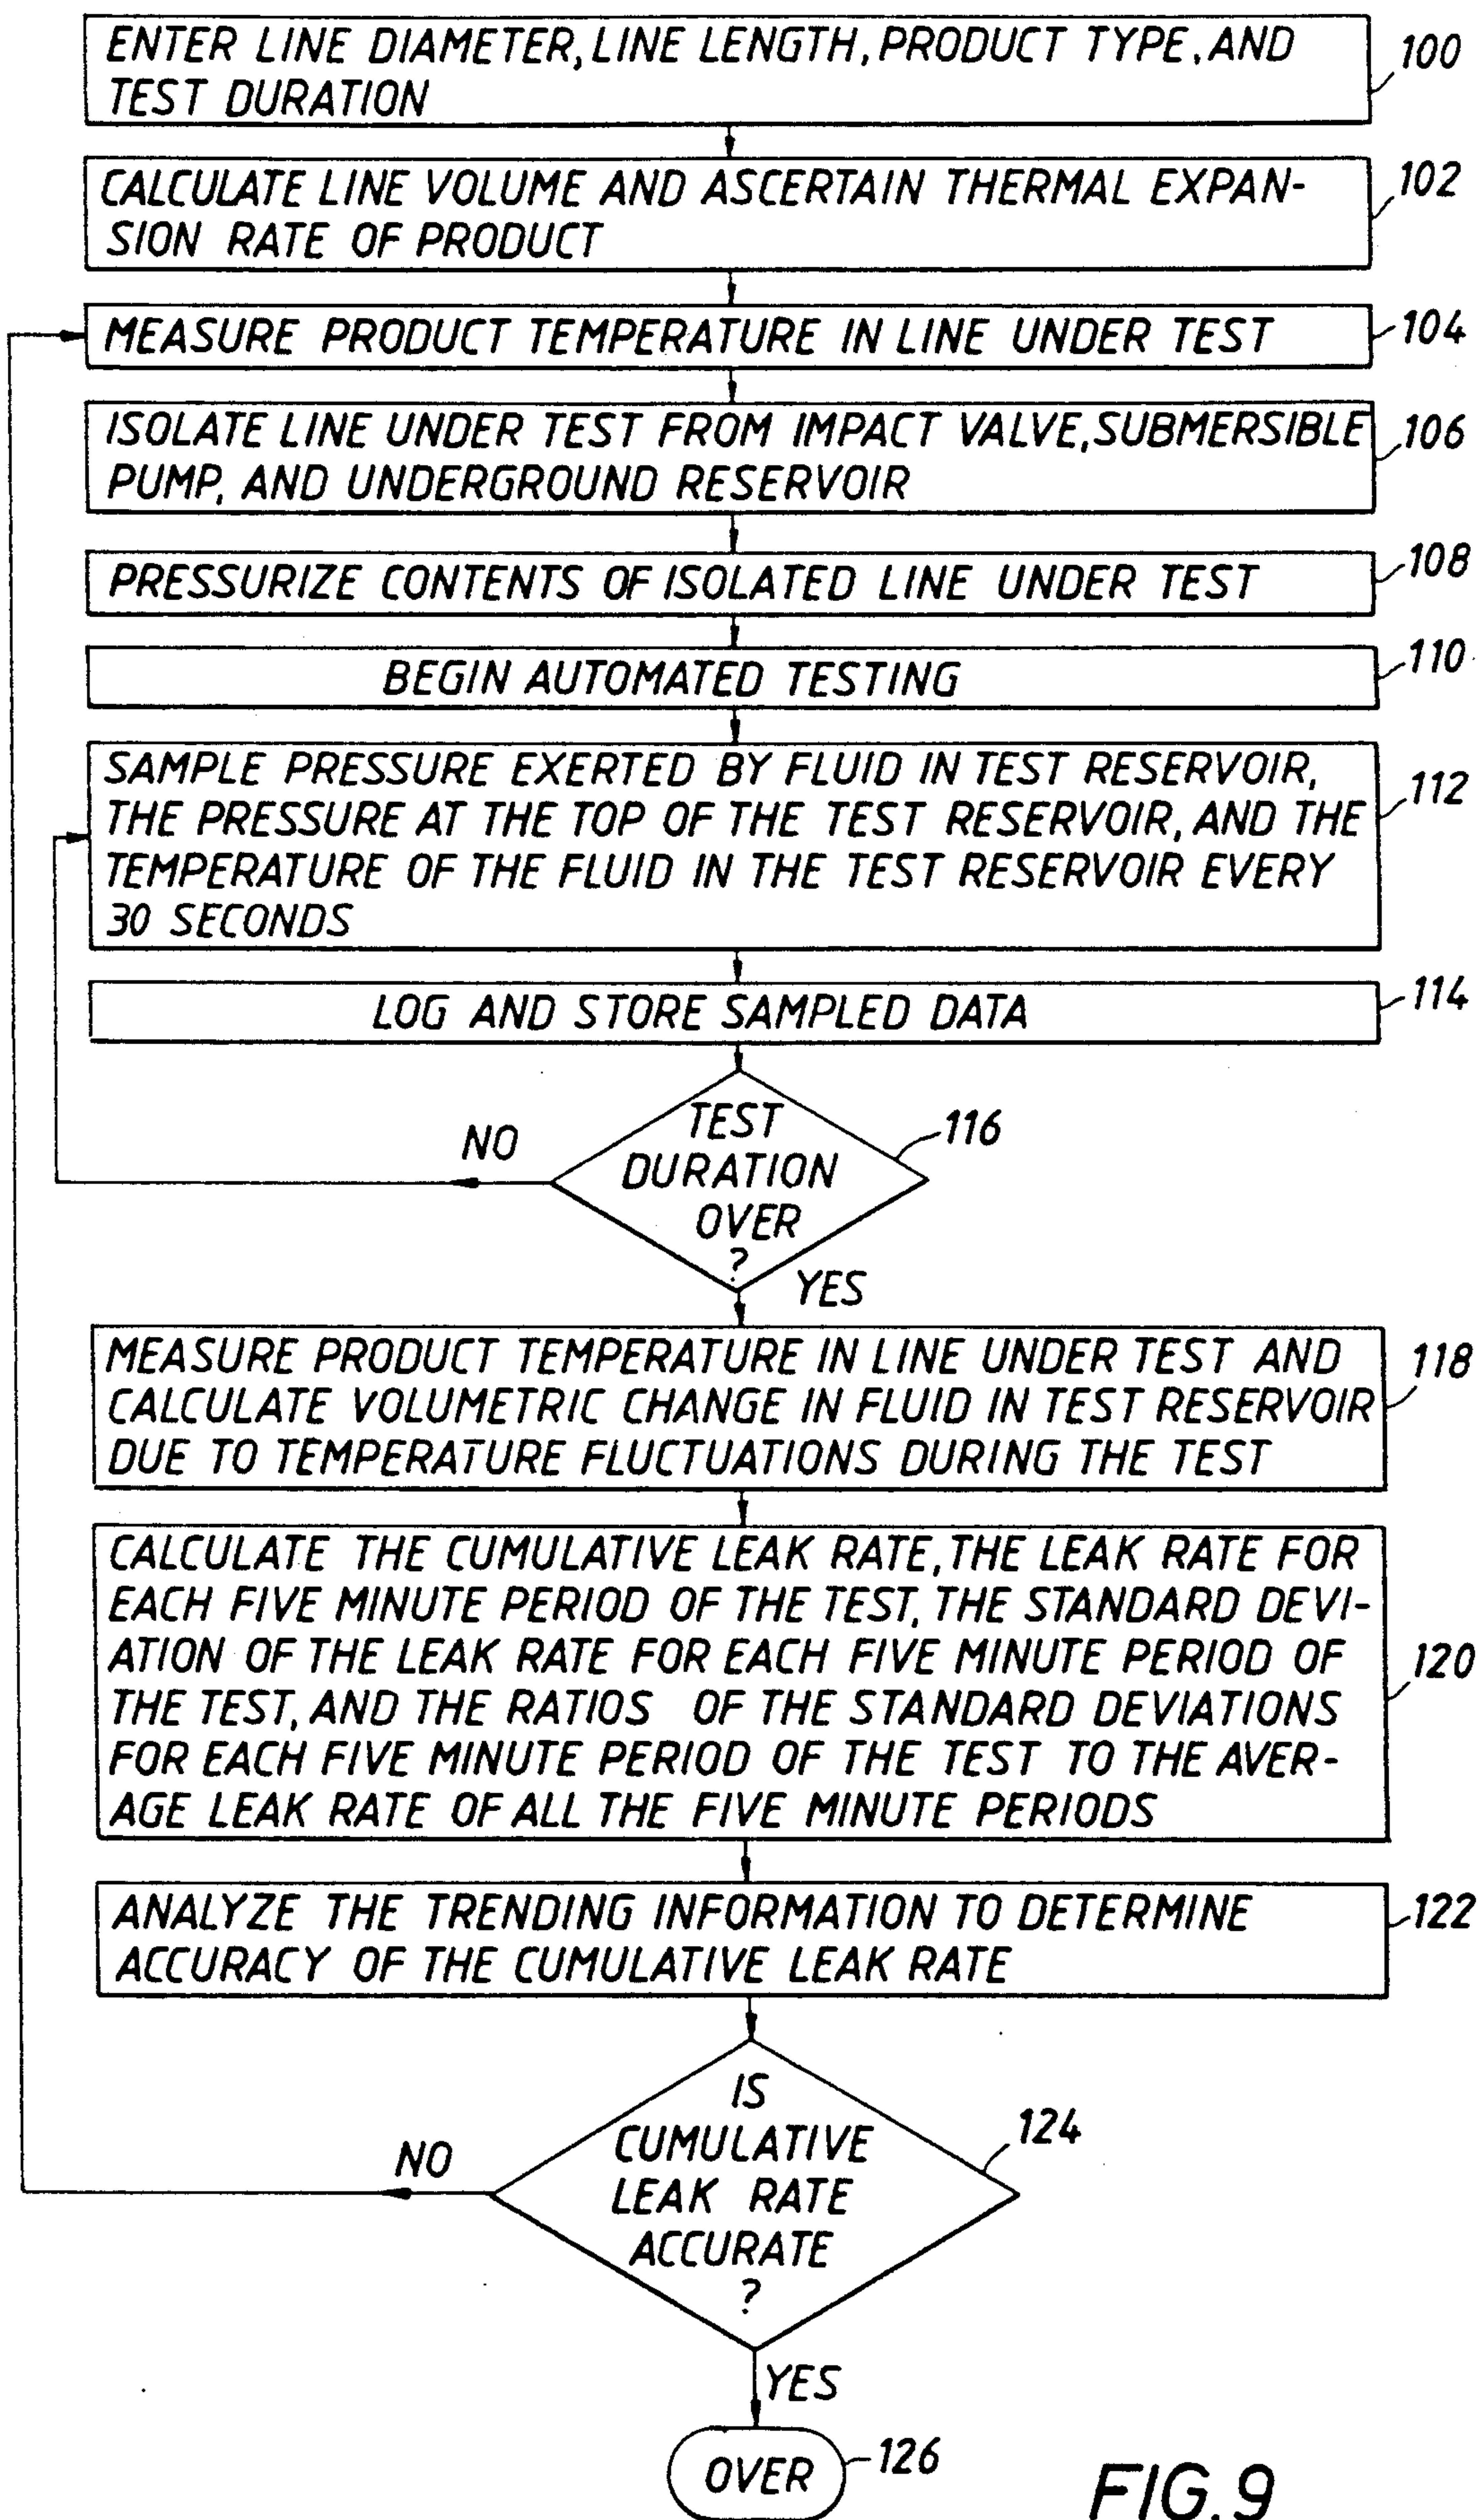 ENTER LINE DIAMETER, LINE LENGTH, PRODUCT TYPE, AND
TEST DURATION
100
CALCULATE LINE VOLUME AND ASCERTAIN THERMAL EXPAN-
SION RATE OF PRODUCT
102
MEASURE PRODUCT TEMPERATURE IN LINE UNDER TEST
104
ISOLATE LINE UNDER TEST FROM IMPACT VALVE, SUBMERSIBLE
PUMP, AND UNDERGROUND RESERVOIR
106
PRESSURIZE CONTENTS OF ISOLATED LINE UNDER TEST
108
BEGIN AUTOMATED TESTING
110
SAMPLE PRESSURE EXERTED BY FLUID IN TEST RESERVOIR,
THE PRESSURE AT THE TOP OF THE TEST RESERVOIR, AND THE
TEMPERATURE OF THE FLUID IN THE TEST RESERVOIR EVERY
30 SECONDS
112
LOG AND STORE SAMPLED DATA
114
TEST
DURATION
OVER
?
116
NO
YES
MEASURE PRODUCT TEMPERATURE IN LINE UNDER TEST AND
CALCULATE VOLUMETRIC CHANGE IN FLUID IN TEST RESERVOIR
DUE TO TEMPERATURE FLUCTUATIONS DURING THE TEST
118
CALCULATE THE CUMULATIVE LEAK RATE, THE LEAK RATE FOR
EACH FIVE MINUTE PERIOD OF THE TEST, THE STANDARD DEVI-
ATION OF THE LEAK RATE FOR EACH FIVE MINUTE PERIOD OF
THE TEST, AND THE RATIOS OF THE STANDARD DEVIATIONS
FOR EACH FIVE MINUTE PERIOD OF THE TEST TO THE AVER-
AGE LEAK RATE OF ALL THE FIVE MINUTE PERIODS
120
ANALYZE THE TRENDING INFORMATION TO DETERMINE
ACCURACY OF THE CUMULATIVE LEAK RATE
122
IS
CUMULATIVE
LEAK RATE
ACCURATE
?
124
NO
YES
OVER
126
FIG. 9